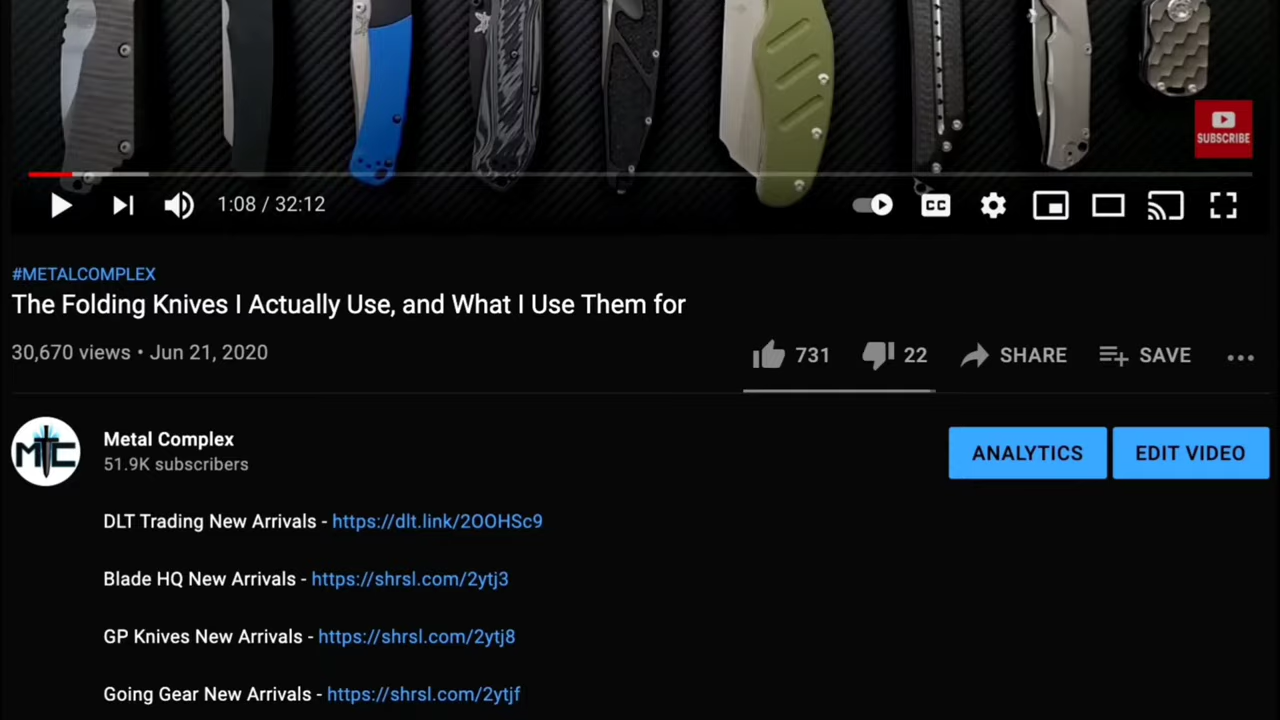 SUBSCRIBE
1:08 / 32:12
CC
#METALCOMPLEX
The Folding Knives I Actually Use, and What I Use Them for
30,670 views • Jun 21, 2020
731 22 SHARE SAVE
MTC
Metal Complex
51.9K subscribers
ANALYTICS EDIT VIDEO
DLT Trading New Arrivals - https://dlt.link/2OOHSc9
Blade HQ New Arrivals - https://shrsl.com/2ytj3
GP Knives New Arrivals - https://shrsl.com/2ytj8
Going Gear New Arrivals - https://shrsl.com/2ytjf